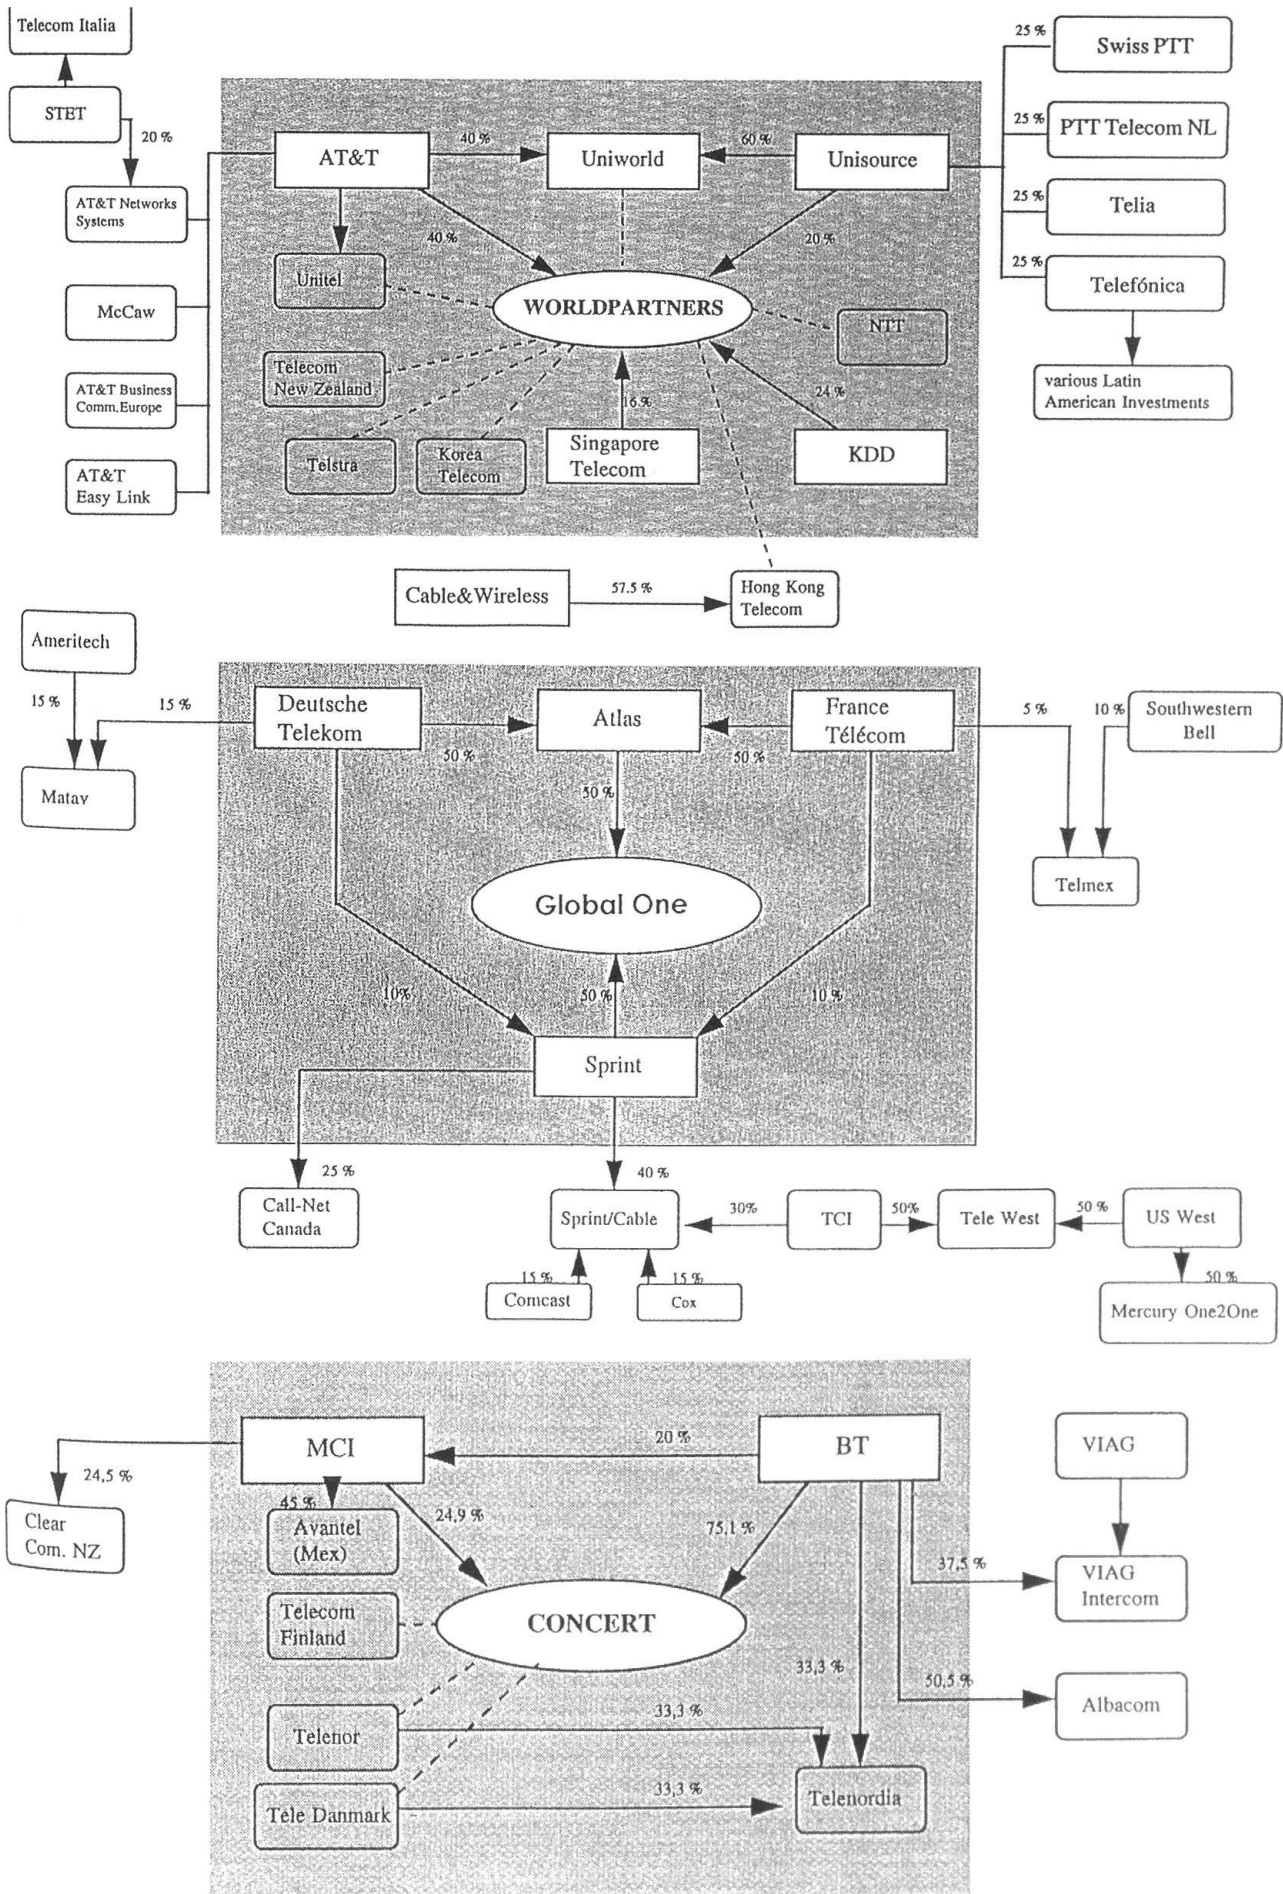 Telecom Italia
STET
20 %
AT&T Networks
Systems
McCaw
AT&T Business
Comm.Europe
AT&T
Easy Link
AT&T
40 %
Uniworld
60 %
Unisource
40 %
20 %
Unitel
WORLDPARTNERS
NTT
Telecom
New Zealand
Telstra
Korea
Telecom
16 %
Singapore
Telecom
24 %
KDD
25 %
Swiss PTT
25 %
PTT Telecom NL
25 %
Telia
25 %
Telefónica
various Latin
American Investments
Cable&Wireless
57.5 %
Hong Kong
Telecom
Ameritech
15 %
15 %
Matav
Deutsche
Telekom
50 %
Atlas
50 %
France
Télécom
5 %
10 %
Southwestern
Bell
Telmex
50 %
Global One
10%
50 %
10 %
Sprint
25 %
Call-Net
Canada
40 %
Sprint/Cable
30%
TCI
50%
Tele West
50 %
US West
15 %
Comcast
15 %
Cox
50 %
Mercury One2One
MCI
20 %
BT
VIAG
24,5 %
Clear
Com. NZ
45 %
Avantel
(Mex)
24,9 %
75,1 %
37,5 %
VIAG
Intercom
Telecom
Finland
CONCERT
33,3 %
50,5 %
Albacom
Telenor
33,3 %
Tele Danmark
33,3 %
Telenordia